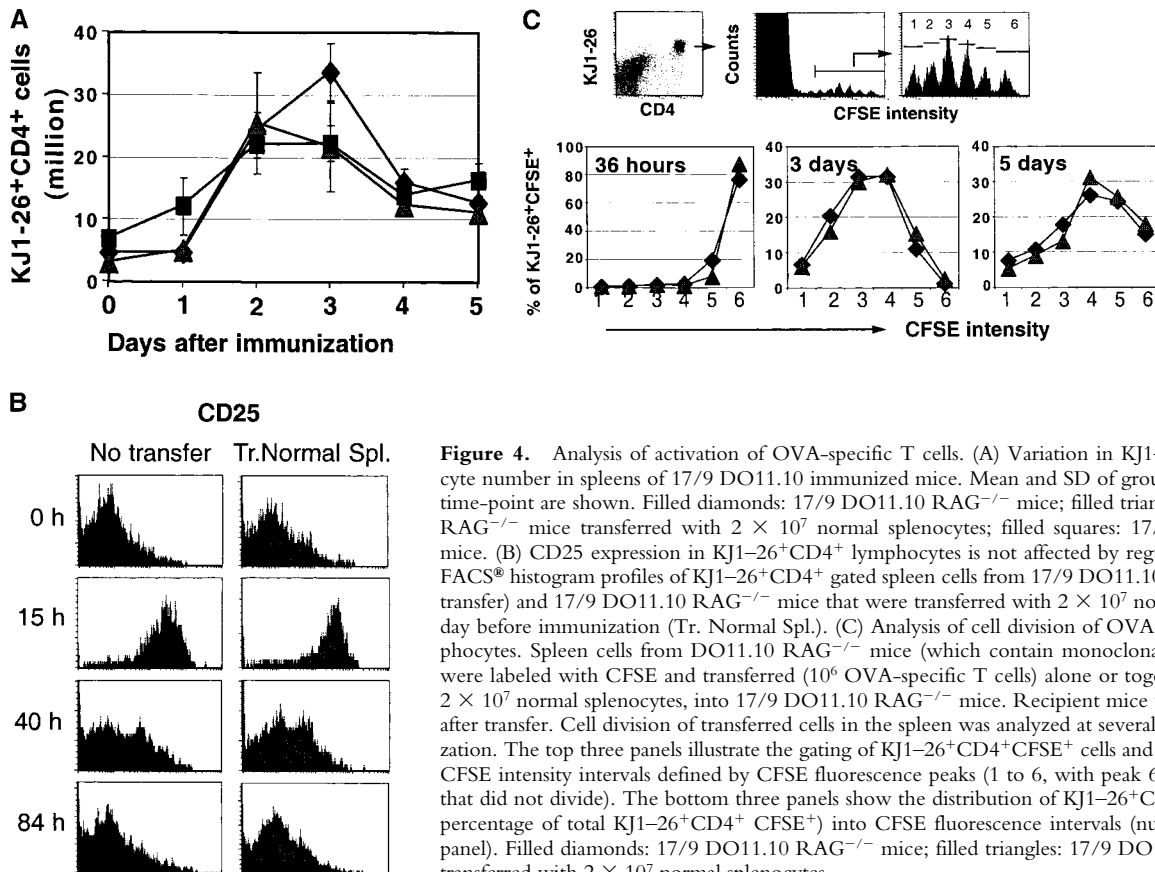 A
KJ1-26⁺CD4⁺ cells
(million)
40
30
20
10
0
0 1 2 3 4 5
Days after immunization
C
KJ1-26
CD4
Counts
CFSE intensity
1 2 3 4 5 6
% of KJ1-26⁺CFSE⁺
36 hours
100
80
60
40
20
0
1 2 3 4 5 6
3 days
40
30
20
10
0
1 2 3 4 5 6
5 days
40
30
20
10
0
1 2 3 4 5 6
CFSE intensity
B
CD25
No transfer Tr.Normal Spl.
0 h
15 h
40 h
84 h
Figure 4. Analysis of activation of OVA-specific T cells. (A) Variation in KJ1–
cyte number in spleens of 17/9 DO11.10 immunized mice. Mean and SD of grou
time-point are shown. Filled diamonds: 17/9 DO11.10 RAG⁻/⁻ mice; filled trian
RAG⁻/⁻ mice transferred with 2 × 10⁷ normal splenocytes; filled squares: 17/
mice. (B) CD25 expression in KJ1–26⁺CD4⁺ lymphocytes is not affected by reg
FACS® histogram profiles of KJ1–26⁺CD4⁺ gated spleen cells from 17/9 DO11.10
transfer) and 17/9 DO11.10 RAG⁻/⁻ mice that were transferred with 2 × 10⁷ no
day before immunization (Tr. Normal Spl.). (C) Analysis of cell division of OVA
phocytes. Spleen cells from DO11.10 RAG⁻/⁻ mice (which contain monoclona
were labeled with CFSE and transferred (10⁶ OVA-specific T cells) alone or toge
2 × 10⁷ normal splenocytes, into 17/9 DO11.10 RAG⁻/⁻ mice. Recipient mice
after transfer. Cell division of transferred cells in the spleen was analyzed at several
zation. The top three panels illustrate the gating of KJ1–26⁺CD4⁺CFSE⁺ cells and
CFSE intensity intervals defined by CFSE fluorescence peaks (1 to 6, with peak 6
that did not divide). The bottom three panels show the distribution of KJ1–26⁺C
percentage of total KJ1–26⁺CD4⁺ CFSE⁺) into CFSE fluorescence intervals (nu
panel). Filled diamonds: 17/9 DO11.10 RAG⁻/⁻ mice; filled triangles: 17/9 DO
transferred with 2 × 10⁷ normal splenocytes